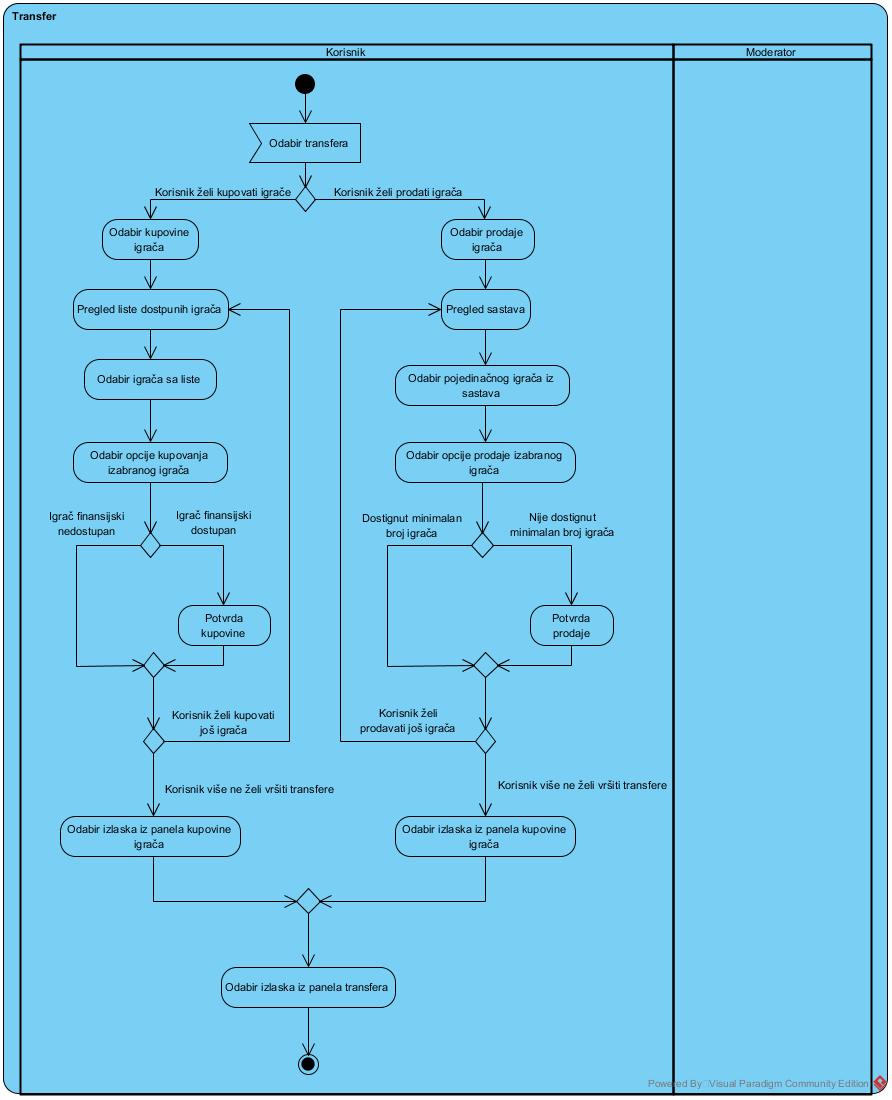 Transfer
Korisnik
Moderator
Odabir transfera
Korisnik želi kupovati igrače
Korisnik želi prodati igrača
Odabir kupovine
igrača
Odabir prodaje
igrača
Pregled liste dostpunih igrača
Pregled sastava
Odabir igrača sa liste
Odabir pojedinačnog igrača iz
sastava
Odabir opcije kupovanja
izabranog igrača
Odabir opcije prodaje izabranog
igrača
Igrač finansijski
nedostupan
Igrač finansijski
dostupan
Dostignut minimalan
broj igrača
Nije dostignut
minimalan broj igrača
Potvrda
kupovine
Potvrda
prodaje
Korisnik želi kupovati
još igrača
Korisnik želi
prodavati još igrača
Korisnik više ne želi vršiti transfere
Korisnik više ne želi vršiti transfere
Odabir izlaska iz panela kupovine
igrača
Odabir izlaska iz panela kupovine
igrača
Odabir izlaska iz panela transfera
Powered By Visual Paradigm Community Edition